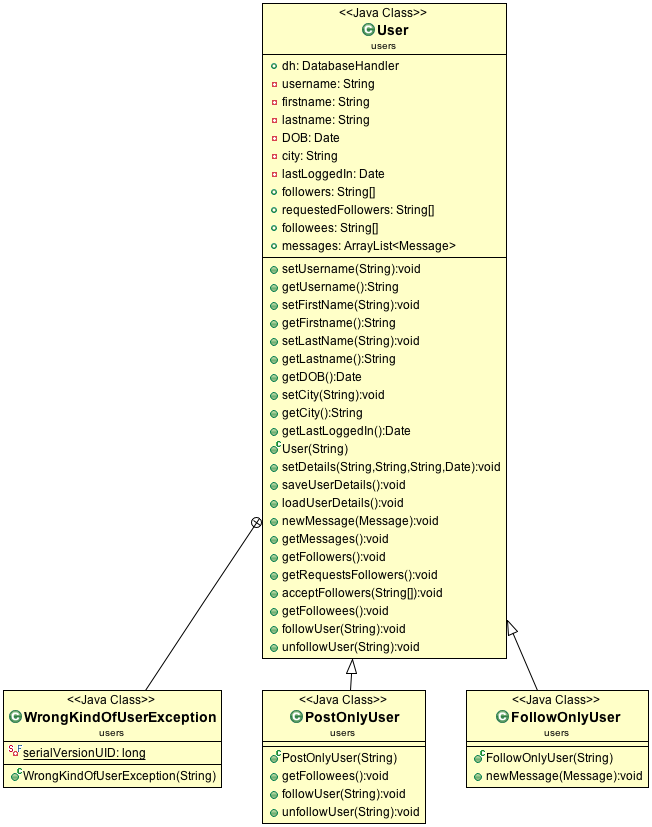 <<Java Class>>
User
users
dh: DatabaseHandler
username: String
firstname: String
lastname: String
DOB: Date
city: String
lastLoggedIn: Date
followers: String[]
requestedFollowers: String[]
followees: String[]
messages: ArrayList<Message>
setUsername(String):void
getUsername():String
setFirstName(String):void
getFirstname():String
setLastName(String):void
getLastname():String
getDOB():Date
setCity(String):void
getCity():String
getLastLoggedIn():Date
User(String)
setDetails(String,String,String,Date):void
saveUserDetails():void
loadUserDetails():void
newMessage(Message):void
getMessages():void
getFollowers():void
getRequestsFollowers():void
acceptFollowers(String[]):void
getFollowees():void
followUser(String):void
unfollowUser(String):void
<<Java Class>>
WrongKindOfUserException
users
serialVersionUID: long
WrongKindOfUserException(String)
<<Java Class>>
PostOnlyUser
users
PostOnlyUser(String)
getFollowees():void
followUser(String):void
unfollowUser(String):void
<<Java Class>>
FollowOnlyUser
users
FollowOnlyUser(String)
newMessage(Message):void